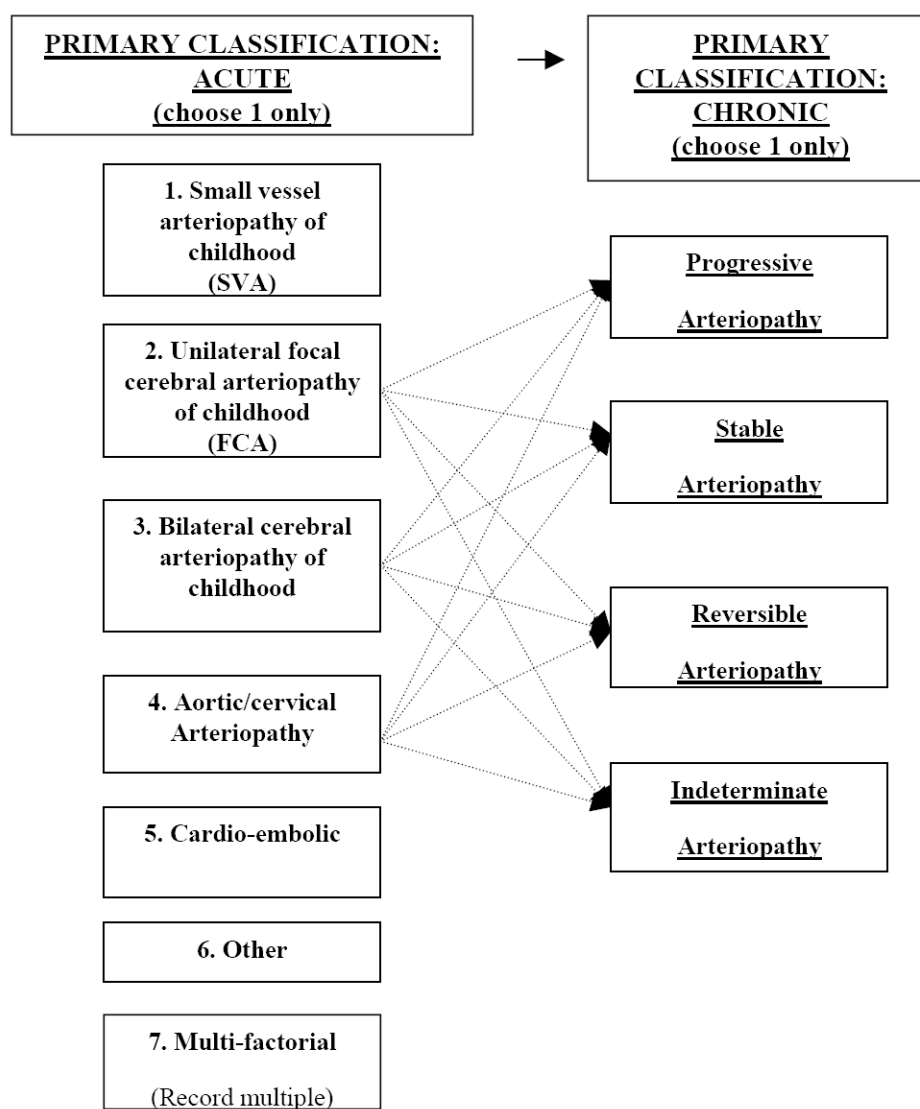 PRIMARY CLASSIFICATION:
ACUTE
(choose 1 only)
PRIMARY
CLASSIFICATION:
CHRONIC
(choose 1 only)
1. Small vessel
arteriopathy of
childhood
(SVA)
2. Unilateral focal
cerebral arteriopathy
of childhood
(FCA)
3. Bilateral cerebral
arteriopathy of
childhood
4. Aortic/cervical
Arteriopathy
5. Cardio-embolic
6. Other
7. Multi-factorial
(Record multiple)
Progressive
Arteriopathy
Stable
Arteriopathy
Reversible
Arteriopathy
Indeterminate
Arteriopathy